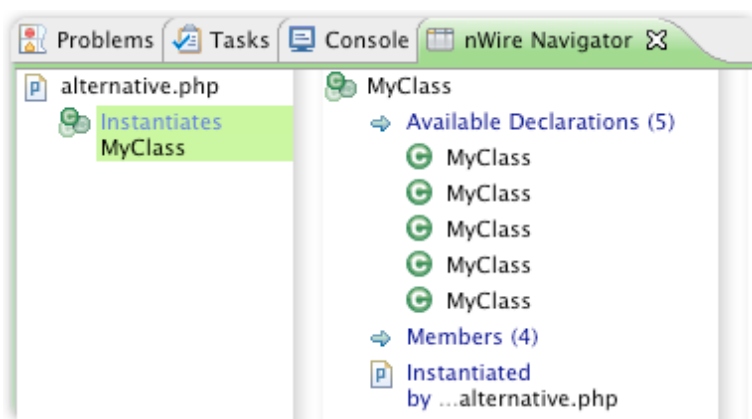 Problems Tasks Console nWire Navigator
alternative.php
Instantiates
MyClass
MyClass
Available Declarations (5)
MyClass
MyClass
MyClass
MyClass
MyClass
Members (4)
Instantiated
by ...alternative.php